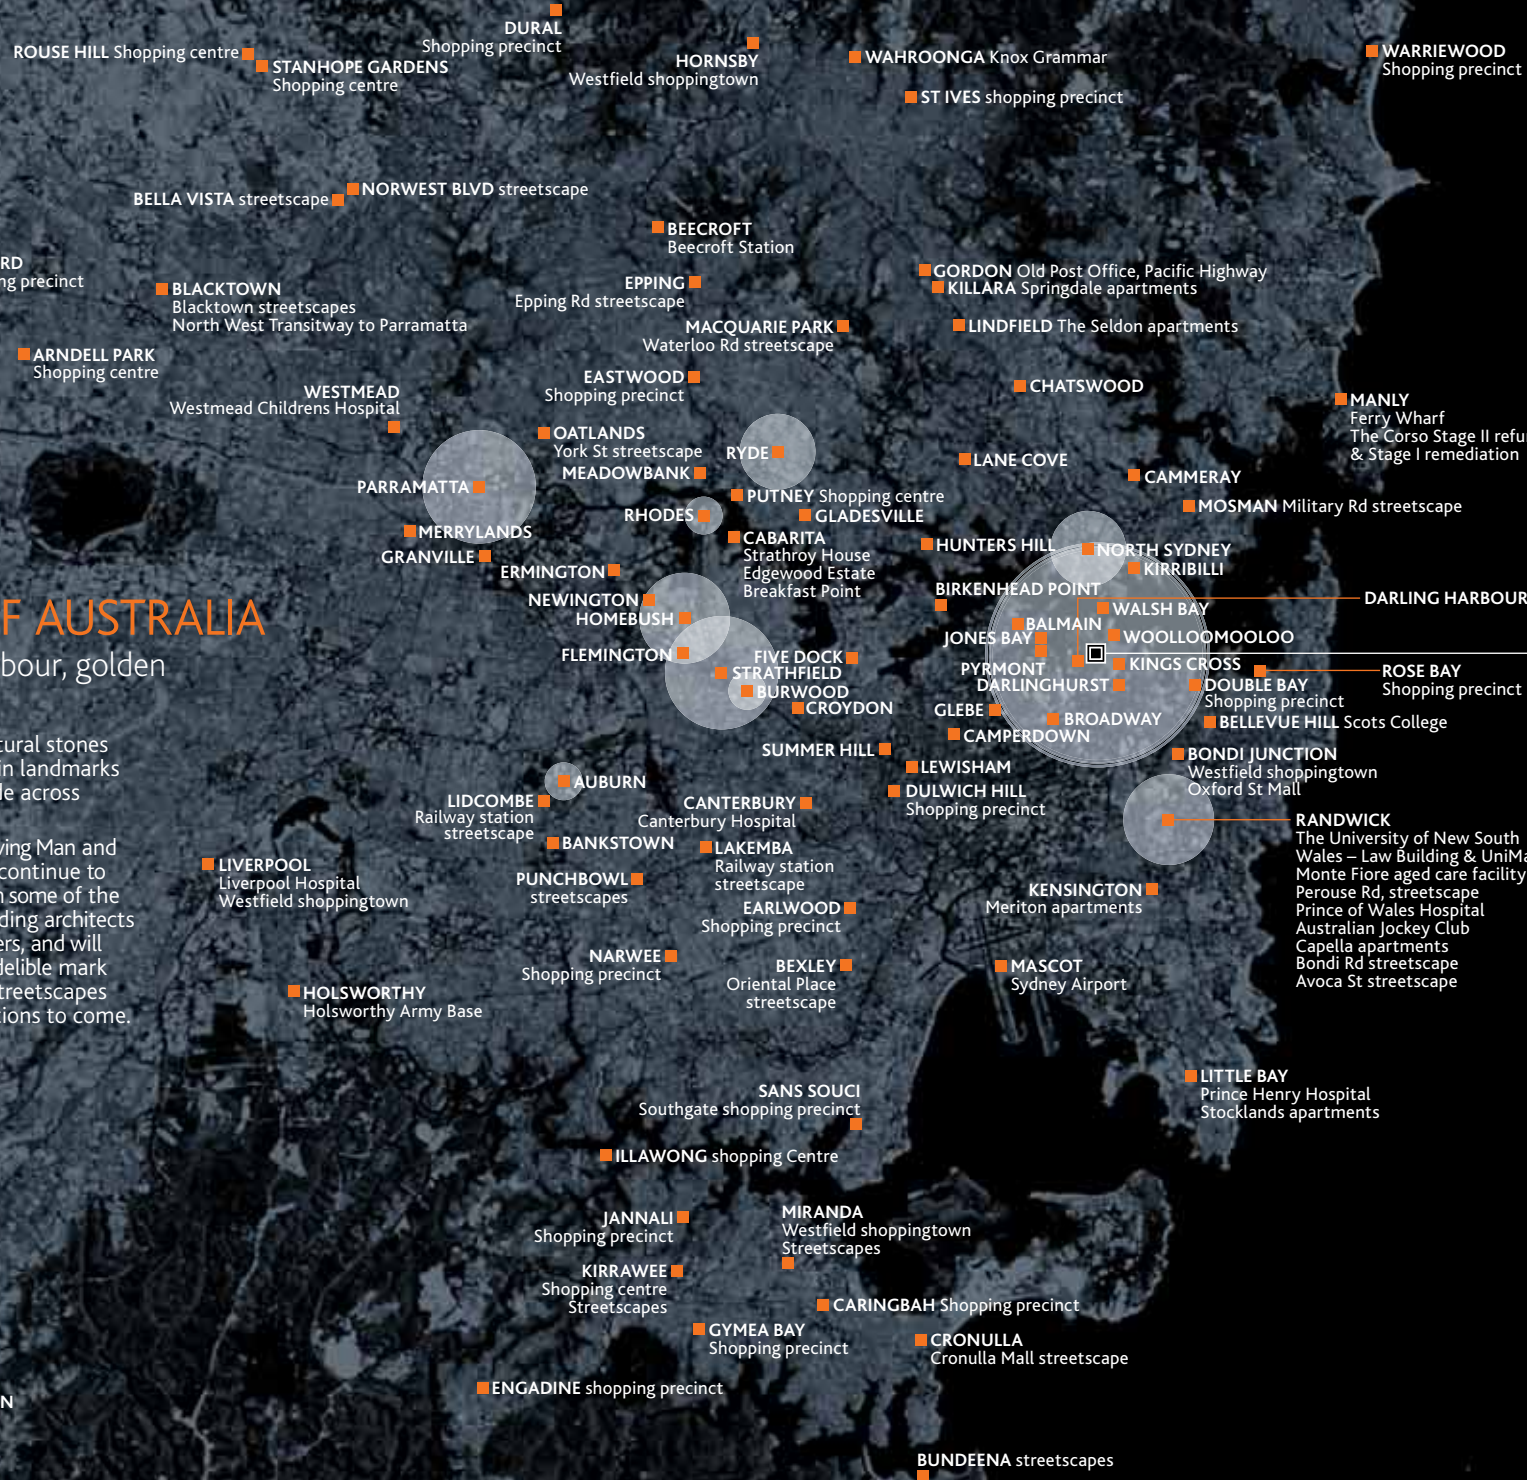 DURAL
Shopping precinct
ROUSE HILL Shopping centre
STANHOPE GARDENS
Shopping centre
HORNSBY
Westfield shoppingtown
WAHROONGA Knox Grammar
ST IVES shopping precinct
WARRIEWOOD
Shopping precinct
BELLA VISTA streetscape
NORWEST BLVD streetscape
BEECROFT
Beecroft Station
RD
ng precinct
BLACKTOWN
Blacktown streetscapes
North West Transitway to Parramatta
EPPING
Epping Rd streetscape
GORDON Old Post Office, Pacific Highway
KILLARA Springdale apartments
MACQUARIE PARK
Waterloo Rd streetscape
LINDFIELD The Seldon apartments
ARNDELL PARK
Shopping centre
WESTMEAD
Westmead Childrens Hospital
EASTWOOD
Shopping precinct
CHATSWOOD
MANLY
Ferry Wharf
The Corso Stage II refu
& Stage I remediation
OATLANDS
York St streetscape
RYDE
MEADOWBANK
LANE COVE
CAMMERAY
PARRAMATTA
PUTNEY Shopping centre
MOSMAN Military Rd streetscape
RHODES
GLADESVILLE
MERRYLANDS
CABARITA
Strathroy House
Edgewood Estate
Breakfast Point
HUNTERS HILL
NORTH SYDNEY
GRANVILLE
ERMINGTON
KIRRIBILLI
BIRKENHEAD POINT
NEWINGTON
HOMEBUSH
WALSH BAY
DARLING HARBOUR
F AUSTRALIA
bour, golden
BALMAIN
JONES BAY
WOOLLOOMOOLOO
FLEMINGTON
FIVE DOCK
STRATHFIELD
PYRMONT
KINGS CROSS
ROSE BAY
Shopping precinct
BURWOOD
DARLINGHURST
DOUBLE BAY
Shopping precinct
CROYDON
GLEBE
BROADWAY
BELLEVUE HILL Scots College
CAMPERDOWN
SUMMER HILL
LEWISHAM
BONDI JUNCTION
Westfield shoppingtown
Oxford St Mall
tural stones
in landmarks
de across
AUBURN
LIDCOMBE
Railway station
streetscape
CANTERBURY
Canterbury Hospital
DULWICH HILL
Shopping precinct
RANDWICK
The University of New South
Wales – Law Building & UniMa
Monte Fiore aged care facility
Perouse Rd, streetscape
Prince of Wales Hospital
Australian Jockey Club
Capella apartments
Bondi Rd streetscape
Avoca St streetscape
BANKSTOWN
LAKEMBA
Railway station
streetscape
ving Man and
continue to
n some of the
ding architects
ers, and will
delible mark
treetscapes
tions to come.
LIVERPOOL
Liverpool Hospital
Westfield shoppingtown
PUNCHBOWL
streetscapes
KENSINGTON
Meriton apartments
EARLWOOD
Shopping precinct
NARWEE
Shopping precinct
BEXLEY
Oriental Place
streetscape
MASCOT
Sydney Airport
HOLSWORTHY
Holsworthy Army Base
LITTLE BAY
Prince Henry Hospital
Stocklands apartments
SANS SOUCI
Southgate shopping precinct
ILLAWONG shopping Centre
JANNALI
Shopping precinct
MIRANDA
Westfield shoppingtown
Streetscapes
KIRRAWEE
Shopping centre
Streetscapes
CARINGBAH Shopping precinct
GYMEA BAY
Shopping precinct
CRONULLA
Cronulla Mall streetscape
ENGADINE shopping precinct
N
BUNDEENA streetscapes